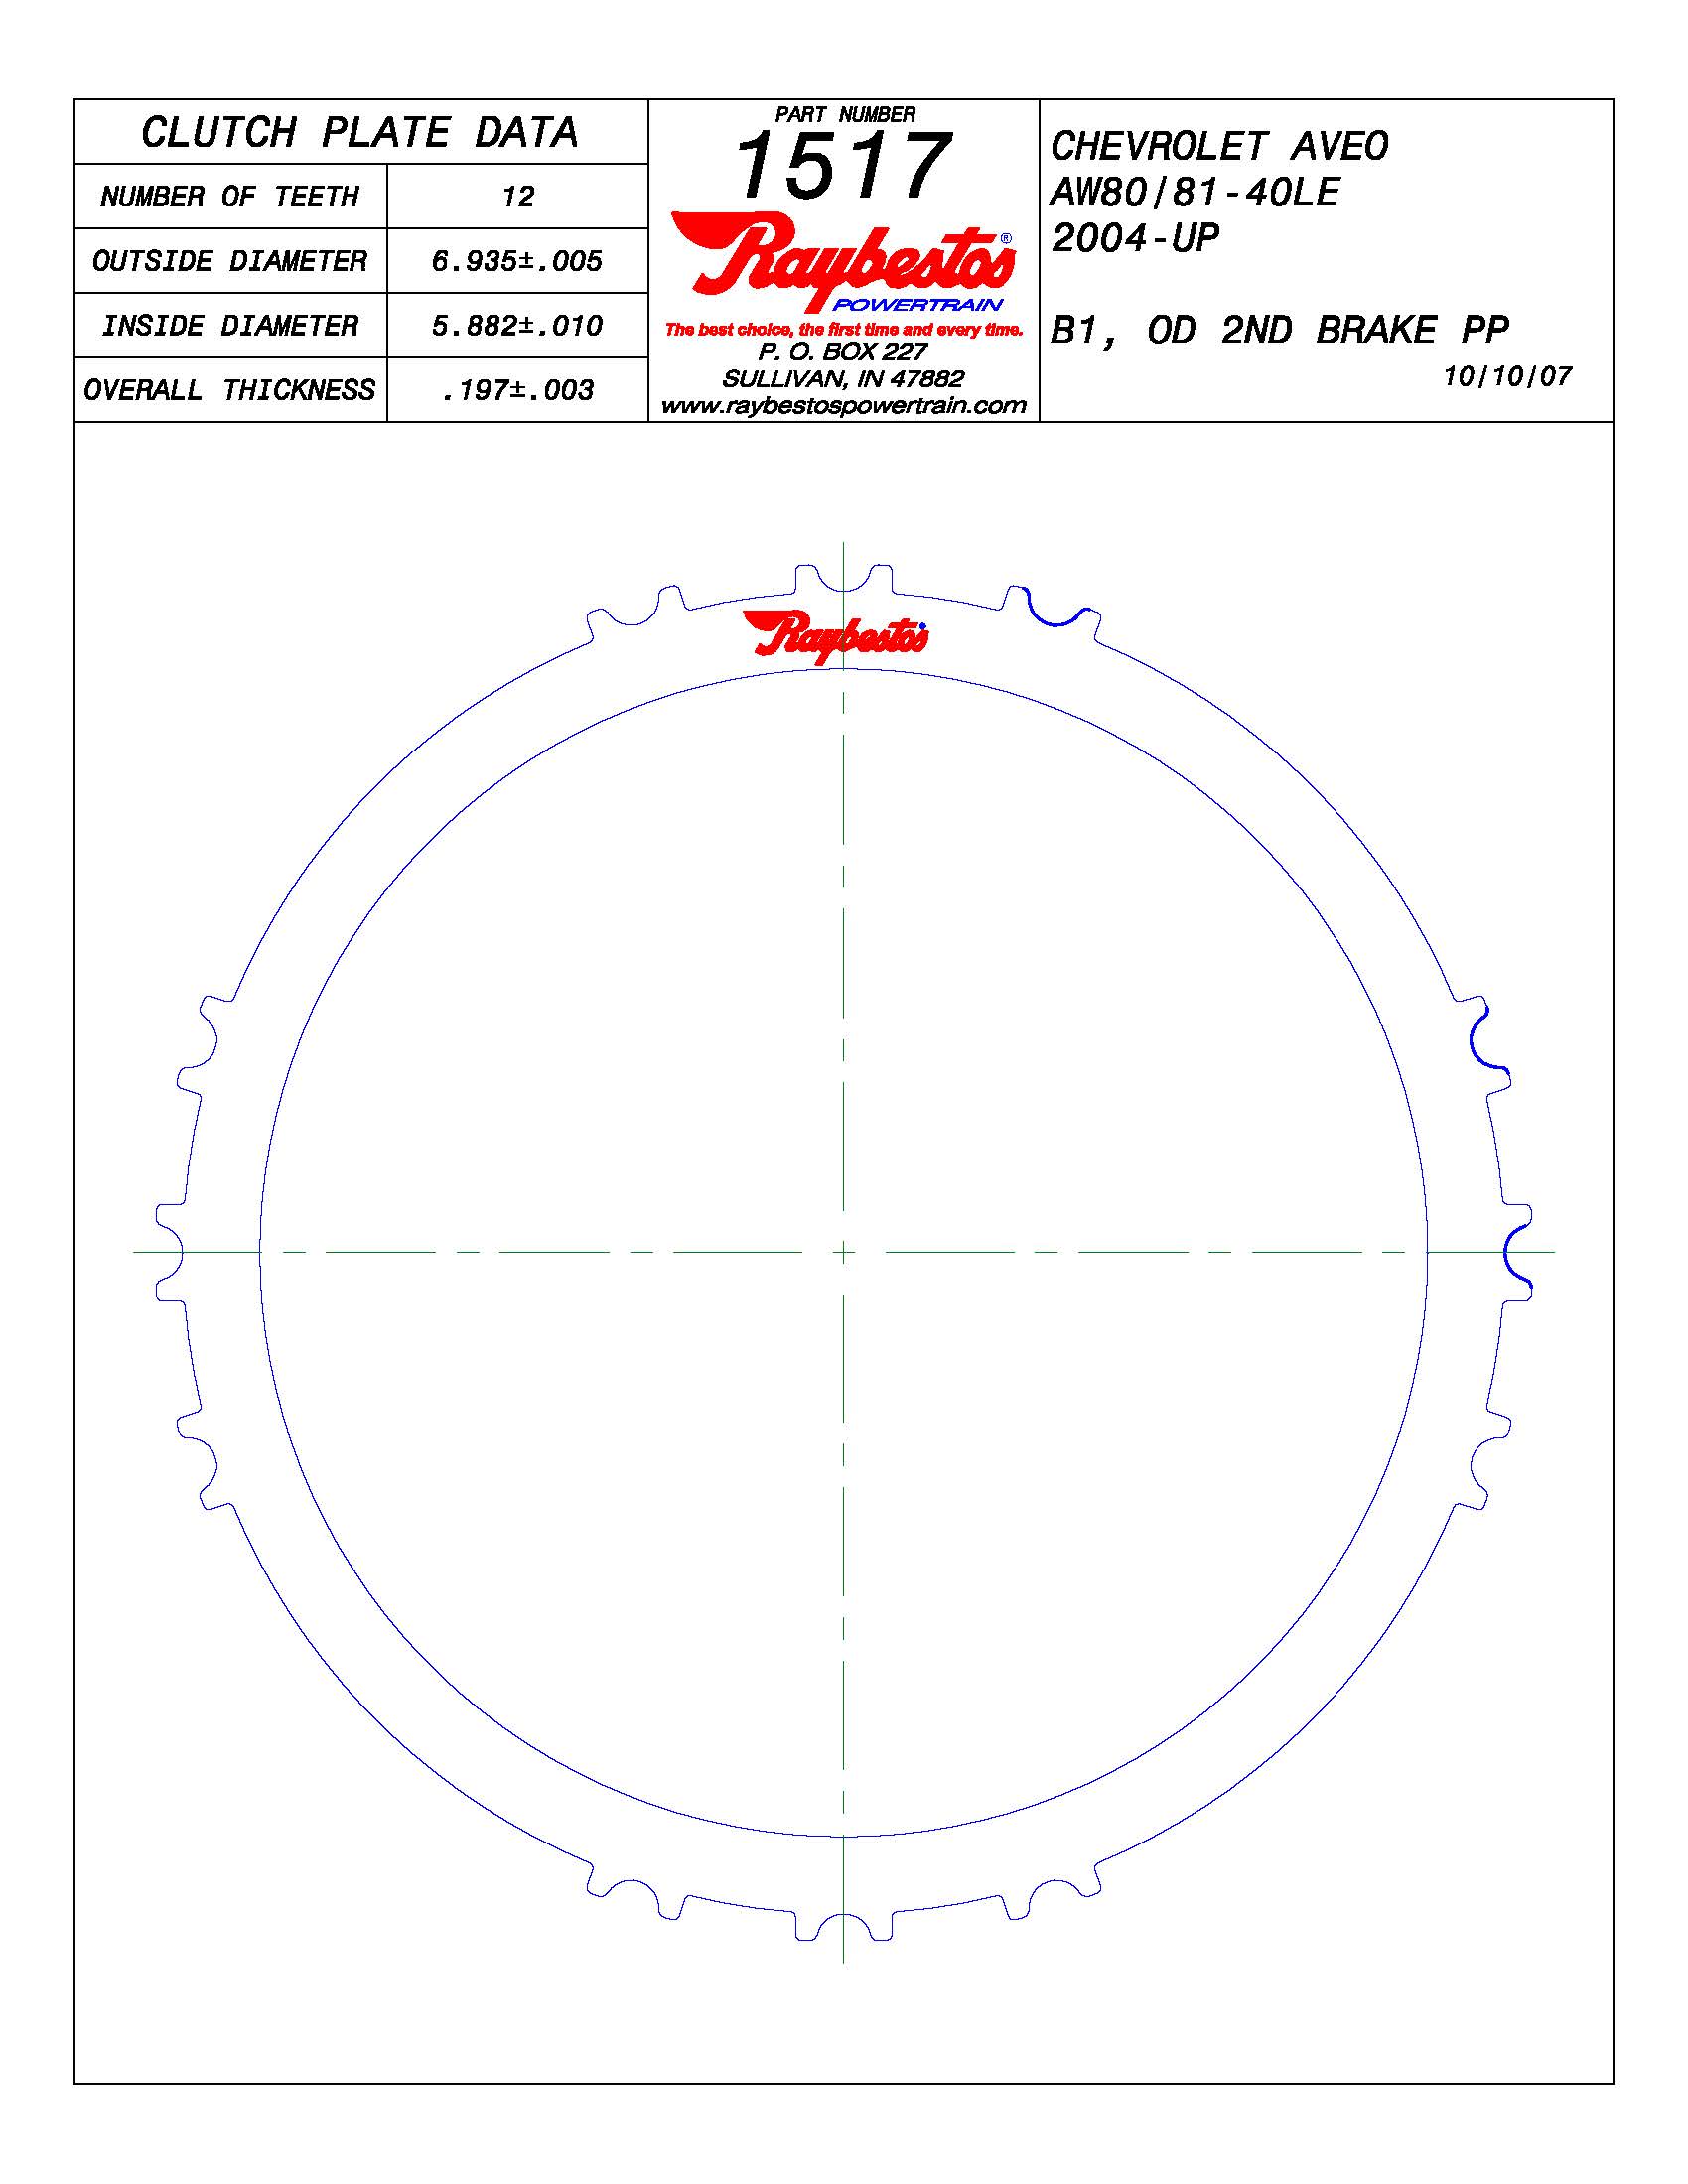 CLUTCH PLATE DATA
NUMBER OF TEETH 12
OUTSIDE DIAMETER 6.935±.005
INSIDE DIAMETER 5.882±.010
OVERALL THICKNESS .197±.003
PART NUMBER
1517
Raybestos®
POWERTRAIN
The best choice, the first time and every time.
P. O. BOX 227
SULLIVAN, IN 47882
www.raybestospowertrain.com
CHEVROLET AVEO
AW80/81-40LE
2004-UP
B1, OD 2ND BRAKE PP
10/10/07
Raybestos